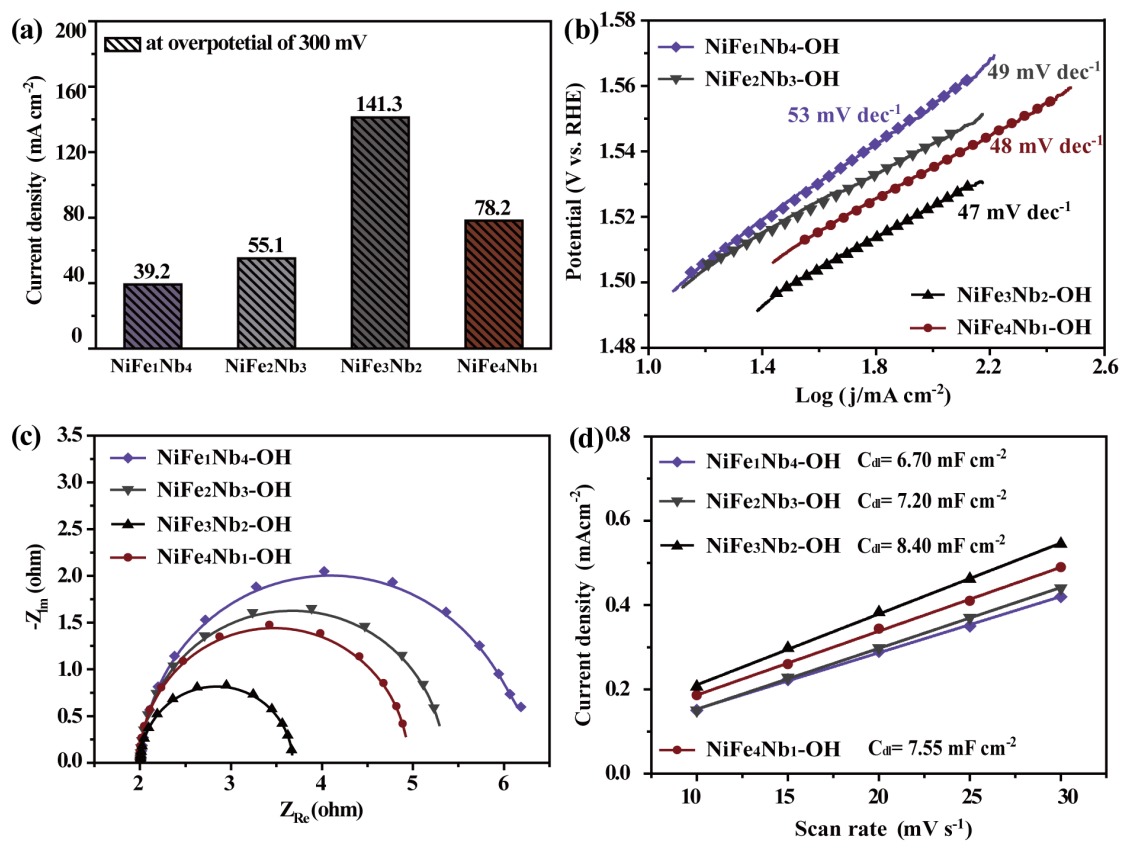 (a)
200
160
120
80
40
0
Current density (mA cm⁻²)
at overpotetial of 300 mV
39.2
55.1
141.3
78.2
NiFe₁Nb₄
NiFe₂Nb₃
NiFe₃Nb₂
NiFe₄Nb₁
(b)
1.58
1.56
1.54
1.52
1.50
1.48
Potential (V vs. RHE)
NiFe₁Nb₄-OH
NiFe₂Nb₃-OH
49 mV dec⁻¹
53 mV dec⁻¹
48 mV dec⁻¹
47 mV dec⁻¹
NiFe₃Nb₂-OH
NiFe₄Nb₁-OH
1.0 1.4 1.8 2.2 2.6
Log (j/mA cm⁻²)
(c)
3.5
3.0
2.5
2.0
1.5
1.0
0.5
0.0
-Z_Im (ohm)
NiFe₁Nb₄-OH
NiFe₂Nb₃-OH
NiFe₃Nb₂-OH
NiFe₄Nb₁-OH
2 3 4 5 6
Z_Re (ohm)
(d)
0.8
0.6
0.4
0.2
0.0
Current density (mAcm⁻²)
NiFe₁Nb₄-OH C_dl= 6.70 mF cm⁻²
NiFe₂Nb₃-OH C_dl= 7.20 mF cm⁻²
NiFe₃Nb₂-OH C_dl= 8.40 mF cm⁻²
NiFe₄Nb₁-OH C_dl= 7.55 mF cm⁻²
10 15 20 25 30
Scan rate (mV s⁻¹)